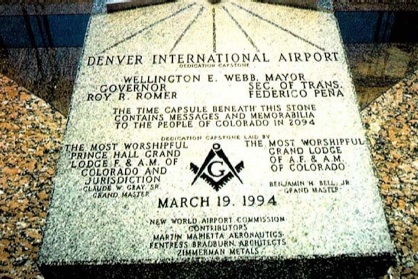 DENVER INTERNATIONAL AIRPORT
DEDICATION CAPSTONE
WELLINGTON E. WEBB, MAYOR
GOVERNOR
ROY R. ROMER
SEC. OF TRANS.
FEDERICO PENA
THE TIME CAPSULE BENEATH THIS STONE
CONTAINS MESSAGES AND MEMORABILIA
TO THE PEOPLE OF COLORADO IN 2094
DEDICATION CAPSTONE LAID BY
THE MOST WORSHIPFUL
PRINCE HALL GRAND
LODGE F. & A.M. OF
COLORADO AND
JURISDICTION
CLAUDE W. GRAY, SR.
GRAND MASTER
G
THE MOST WORSHIPFUL
GRAND LODGE
OF A.F. & A.M.
OF COLORADO
BENJAMIN H. BELL, JR.
GRAND MASTER
MARCH 19, 1994
NEW WORLD AIRPORT COMMISSION
CONTRIBUTORS
MARTIN MARIETTA AERONAUTICS
FENTRESS BRADBURN ARCHITECTS
ZIMMERMAN METALS